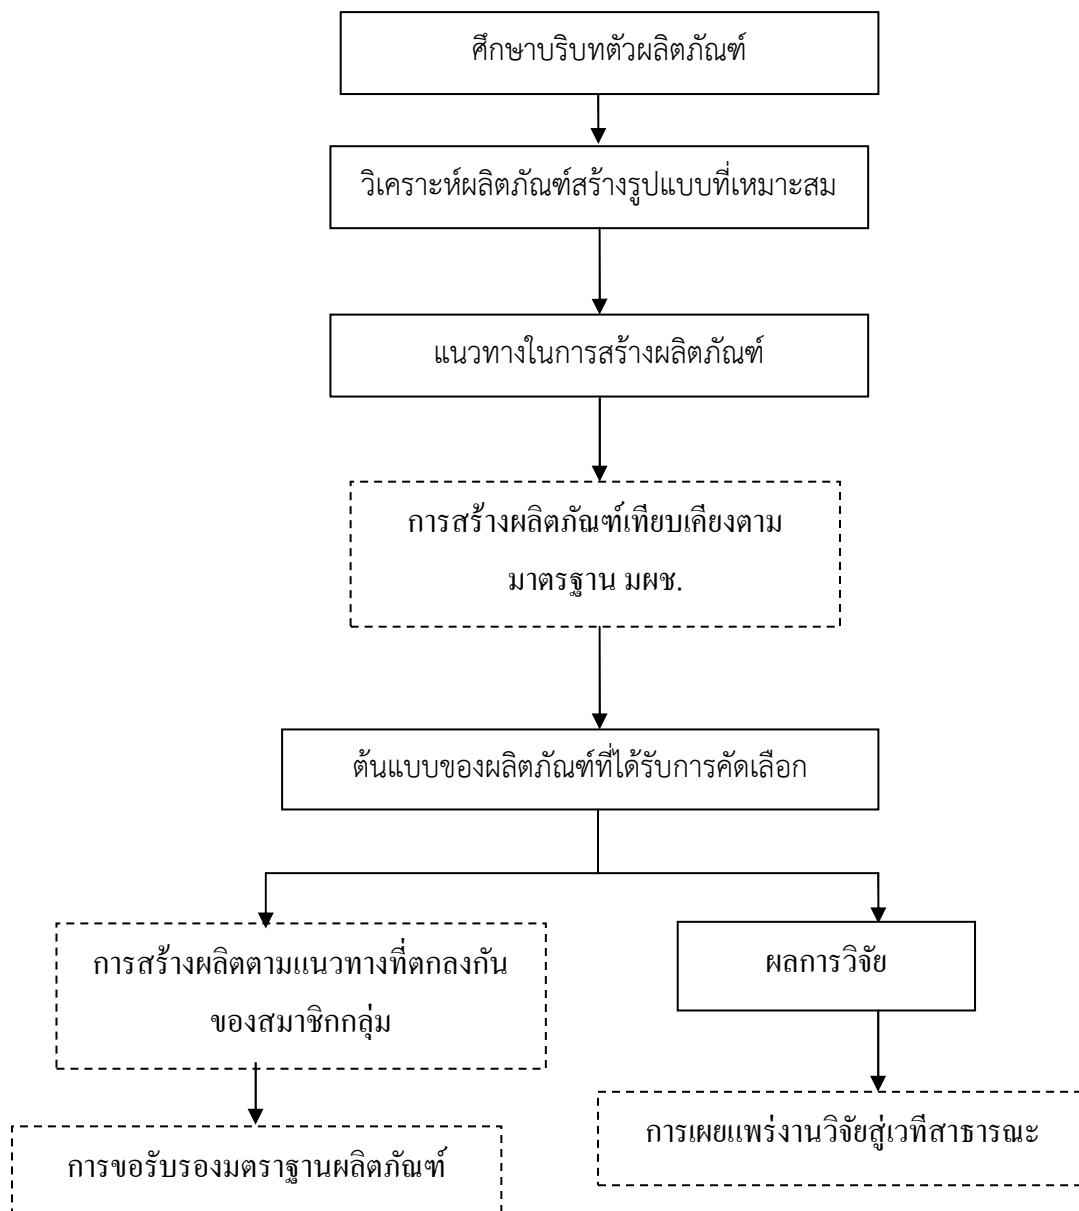 ศึกษาบริบทตัวผลิตภัณฑ์
วิเคราะห์ผลิตภัณฑ์สร้างรูปแบบที่เหมาะสม
แนวทางในการสร้างผลิตภัณฑ์
การสร้างผลิตภัณฑ์เทียบเคียงตาม
มาตรฐาน มผช.
ต้นแบบของผลิตภัณฑ์ที่ได้รับการคัดเลือก
การสร้างผลิตตามแนวทางที่ตกลงกัน
ของสมาชิกกลุ่ม
ผลการวิจัย
การขอรับรองมตราฐานผลิตภัณฑ์
การเผยแพร่งานวิจัยสู่เวทีสาธารณะ